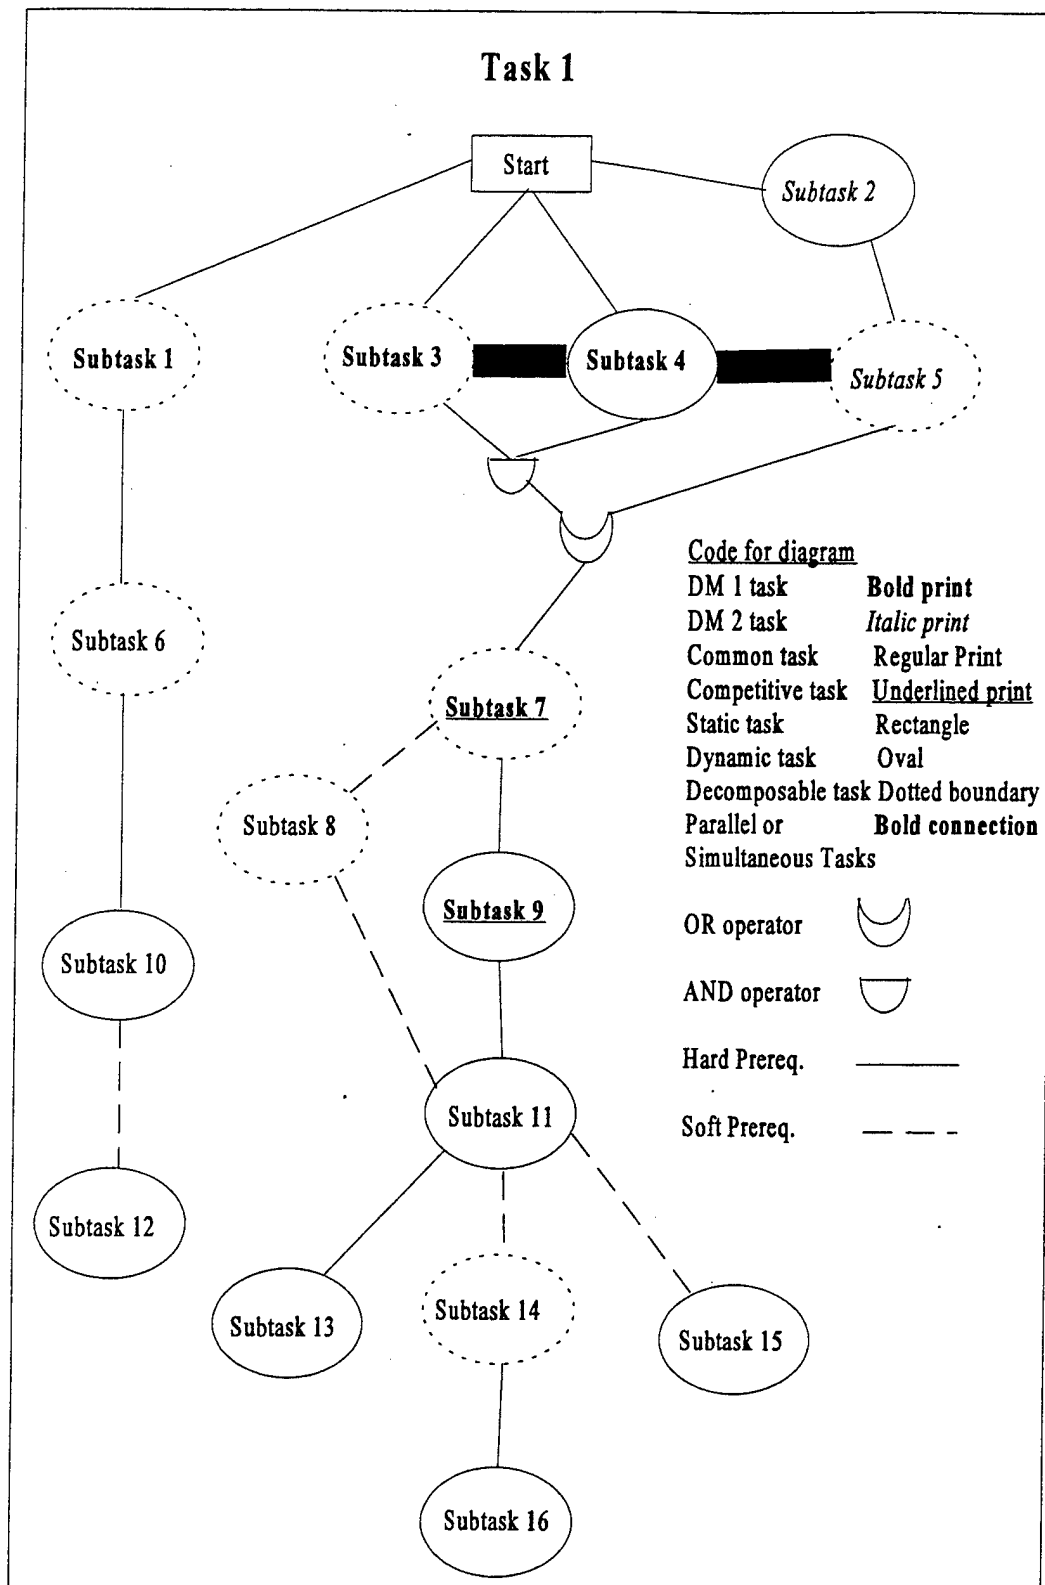 Task 1
Start
Subtask 2
Subtask 1
Subtask 3
Subtask 4
Subtask 5
Code for diagram
DM 1 task Bold print
DM 2 task Italic print
Common task Regular Print
Competitive task Underlined print
Static task Rectangle
Dynamic task Oval
Decomposable task Dotted boundary
Parallel or Bold connection
Simultaneous Tasks
OR operator
AND operator
Hard Prereq.
Soft Prereq.
Subtask 6
Subtask 7
Subtask 8
Subtask 9
Subtask 10
Subtask 11
Subtask 12
Subtask 13
Subtask 14
Subtask 15
Subtask 16